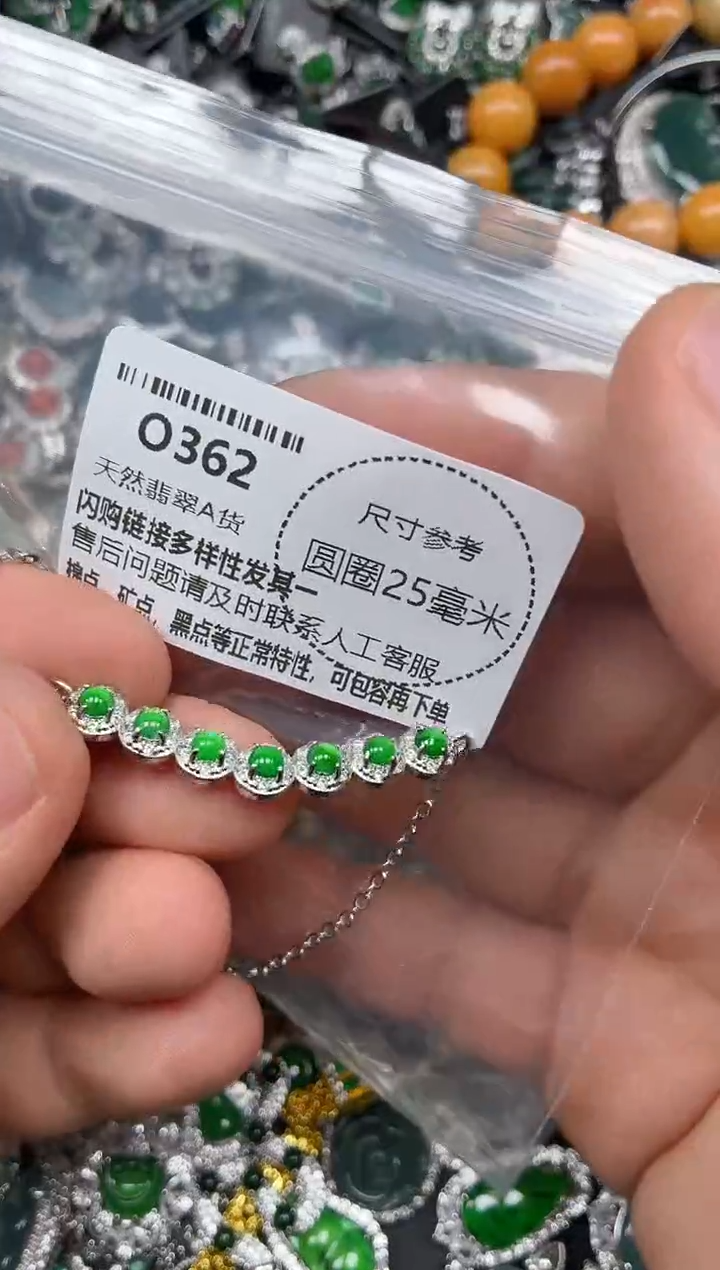 O362
天然翡翠A货
闪购链接多样性发其一
售后问题请及时联系人工客服
棉点、矿点、黑点等正常特性，可包容再下单
尺寸参考
圆圈25毫米